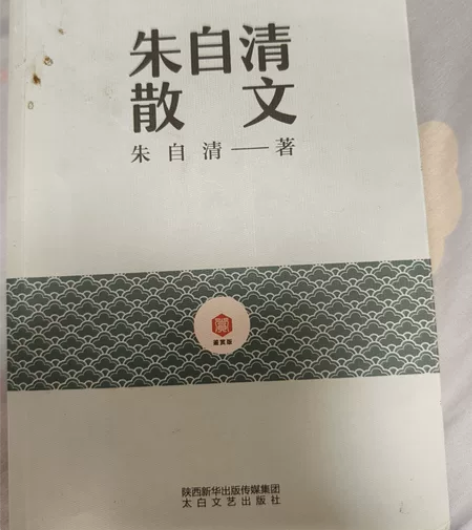 朱自清
散文
朱自清——著
陕西新华出版传媒集团
太白文艺出版社